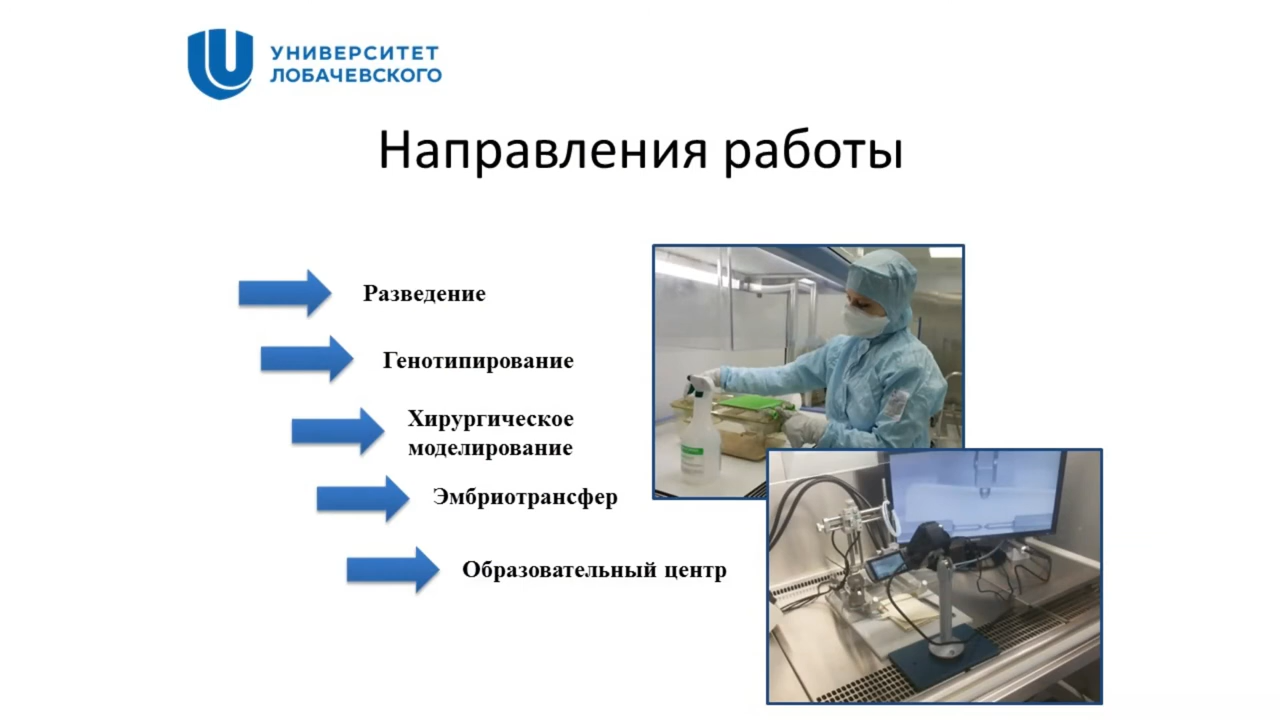 УНИВЕРСИТЕТ
ЛОБАЧЕВСКОГО
Направления работы
Разведение
Генотипирование
Хирургическое
моделирование
Эмбриотрансфер
Образовательный центр